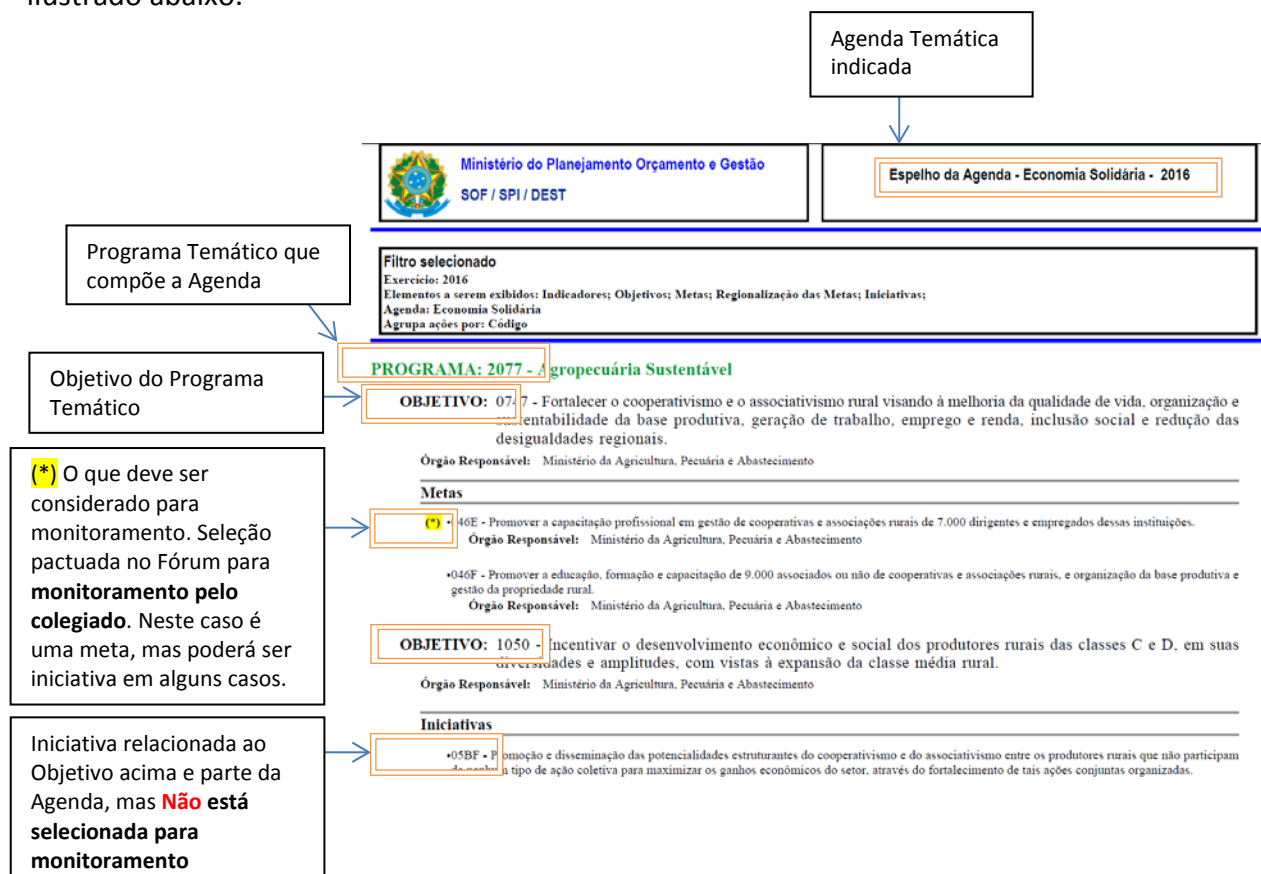 ilustrado abaixo:
Agenda Temática
indicada
Ministério do Planejamento Orçamento e Gestão
SOF / SPI / DEST
Espelho da Agenda - Economia Solidária - 2016
Programa Temático que
compõe a Agenda
Filtro selecionado
Exercício: 2016
Elementos a serem exibidos: Indicadores; Objetivos; Metas; Regionalização das Metas; Iniciativas;
Agenda: Economia Solidária
Agrupa ações por: Código
PROGRAMA: 2077 - Agropecuária Sustentável
Objetivo do Programa
Temático
OBJETIVO: 0747 - Fortalecer o cooperativismo e o associativismo rural visando à melhoria da qualidade de vida, organização e
sustentabilidade da base produtiva, geração de trabalho, emprego e renda, inclusão social e redução das
desigualdades regionais.
Órgão Responsável: Ministério da Agricultura, Pecuária e Abastecimento
Metas
(*) O que deve ser
considerado para
monitoramento. Seleção
pactuada no Fórum para
monitoramento pelo
colegiado. Neste caso é
uma meta, mas poderá ser
iniciativa em alguns casos.
(*) •046E - Promover a capacitação profissional em gestão de cooperativas e associações rurais de 7.000 dirigentes e empregados dessas instituições.
Órgão Responsável: Ministério da Agricultura, Pecuária e Abastecimento
•046F - Promover a educação, formação e capacitação de 9.000 associados ou não de cooperativas e associações rurais, e organização da base produtiva e
gestão da propriedade rural.
Órgão Responsável: Ministério da Agricultura, Pecuária e Abastecimento
OBJETIVO: 1050 - Incentivar o desenvolvimento econômico e social dos produtores rurais das classes C e D, em suas
diversidades e amplitudes, com vistas à expansão da classe média rural.
Órgão Responsável: Ministério da Agricultura, Pecuária e Abastecimento
Iniciativas
Iniciativa relacionada ao
Objetivo acima e parte da
Agenda, mas Não está
selecionada para
monitoramento
•05BF - Promoção e disseminação das potencialidades estruturantes do cooperativismo e do associativismo entre os produtores rurais que não participam
de nenhum tipo de ação coletiva para maximizar os ganhos econômicos do setor, através do fortalecimento de tais ações conjuntas organizadas.